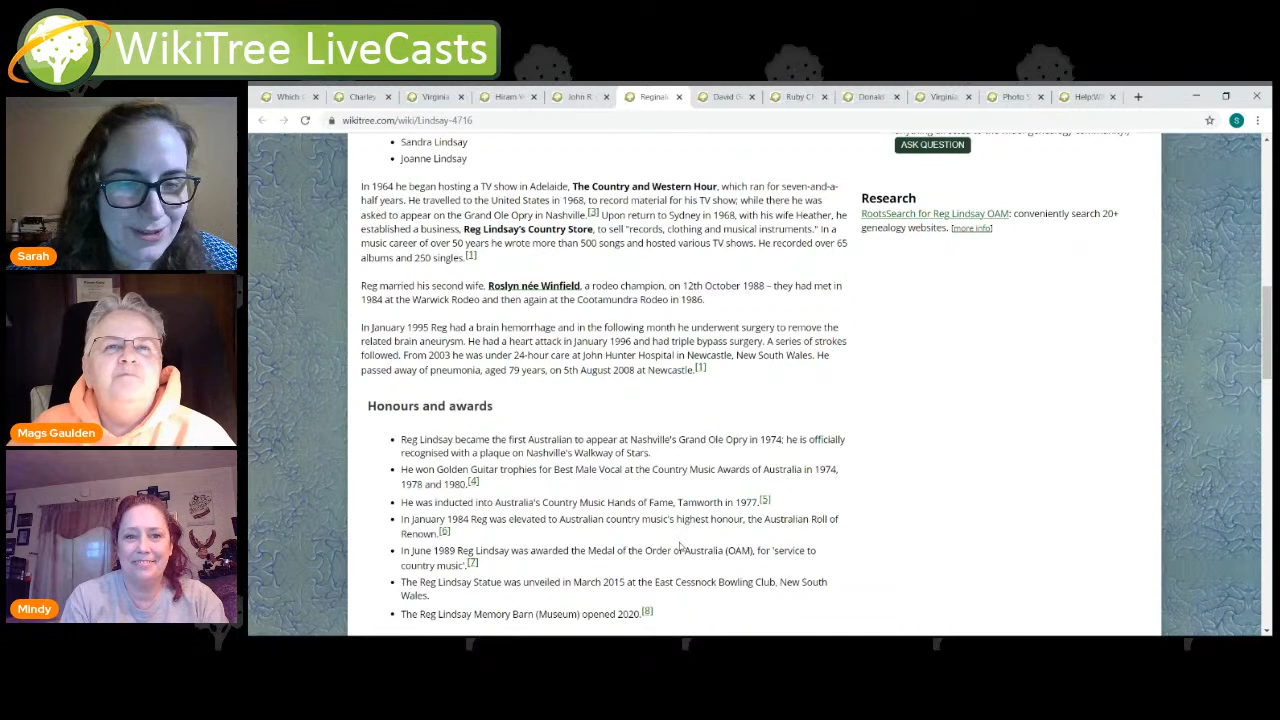 WikiTree LiveCasts
Which
Charley
Virginia
Hiram
John R.
Reginal
David G
Ruby C
Donald
Virginia
Photo S
Help:
wikitree.com/wiki/Lindsay-4716
S
Sandra Lindsay
Joanne Lindsay
ASK QUESTION
In 1964 he began hosting a TV show in Adelaide, The Country and Western Hour, which ran for seven-and-a-
half years. He travelled to the United States in 1968, to record material for his TV show; while there he was
asked to appear on the Grand Ole Opry in Nashville.[3] Upon return to Sydney in 1968, with his wife Heather, he
established a business, Reg Lindsay's Country Store, to sell "records, clothing and musical instruments." In a
music career of over 50 years he wrote more than 500 songs and hosted various TV shows. He recorded over 65
albums and 250 singles.[1]
Research
RootsSearch for Reg Lindsay OAM: conveniently search 20+
genealogy websites. [more info]
Reg married his second wife, Roslyn née Winfield, a rodeo champion, on 12th October 1988 – they had met in
1984 at the Warwick Rodeo and then again at the Cootamundra Rodeo in 1986.
In January 1995 Reg had a brain hemorrhage and in the following month he underwent surgery to remove the
related brain aneurysm. He had a heart attack in January 1996 and had triple bypass surgery. A series of strokes
followed. From 2003 he was under 24-hour care at John Hunter Hospital in Newcastle, New South Wales. He
passed away of pneumonia, aged 79 years, on 5th August 2008 at Newcastle.[1]
Honours and awards
Reg Lindsay became the first Australian to appear at Nashville's Grand Ole Opry in 1974; he is officially
recognised with a plaque on Nashville's Walkway of Stars.
He won Golden Guitar trophies for Best Male Vocal at the Country Music Awards of Australia in 1974,
1978 and 1980.[4]
He was inducted into Australia's Country Music Hands of Fame, Tamworth in 1977.[5]
In January 1984 Reg was elevated to Australian country music's highest honour, the Australian Roll of
Renown.[6]
In June 1989 Reg Lindsay was awarded the Medal of the Order of Australia (OAM), for 'service to
country music'.[7]
The Reg Lindsay Statue was unveiled in March 2015 at the East Cessnock Bowling Club, New South
Wales.
The Reg Lindsay Memory Barn (Museum) opened 2020.[8]
Sarah
Mags Gaulden
Mindy